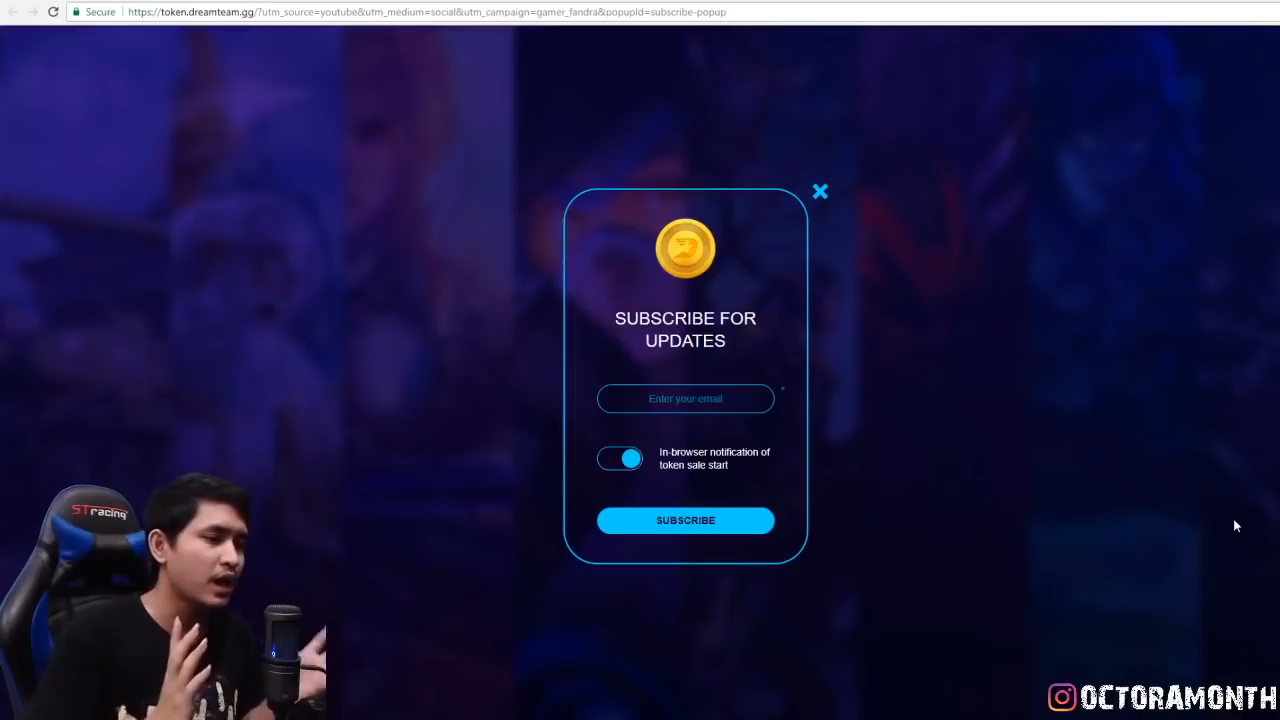 Secure
https://token.dreamteam.gg/?utm_source=youtube&utm_medium=social&utm_campaign=gamer_fandra&popupId=subscribe-popup
SUBSCRIBE FOR
UPDATES
Enter your email
*
In-browser notification of
token sale start
SUBSCRIBE
STracing
OCTORAMONTH